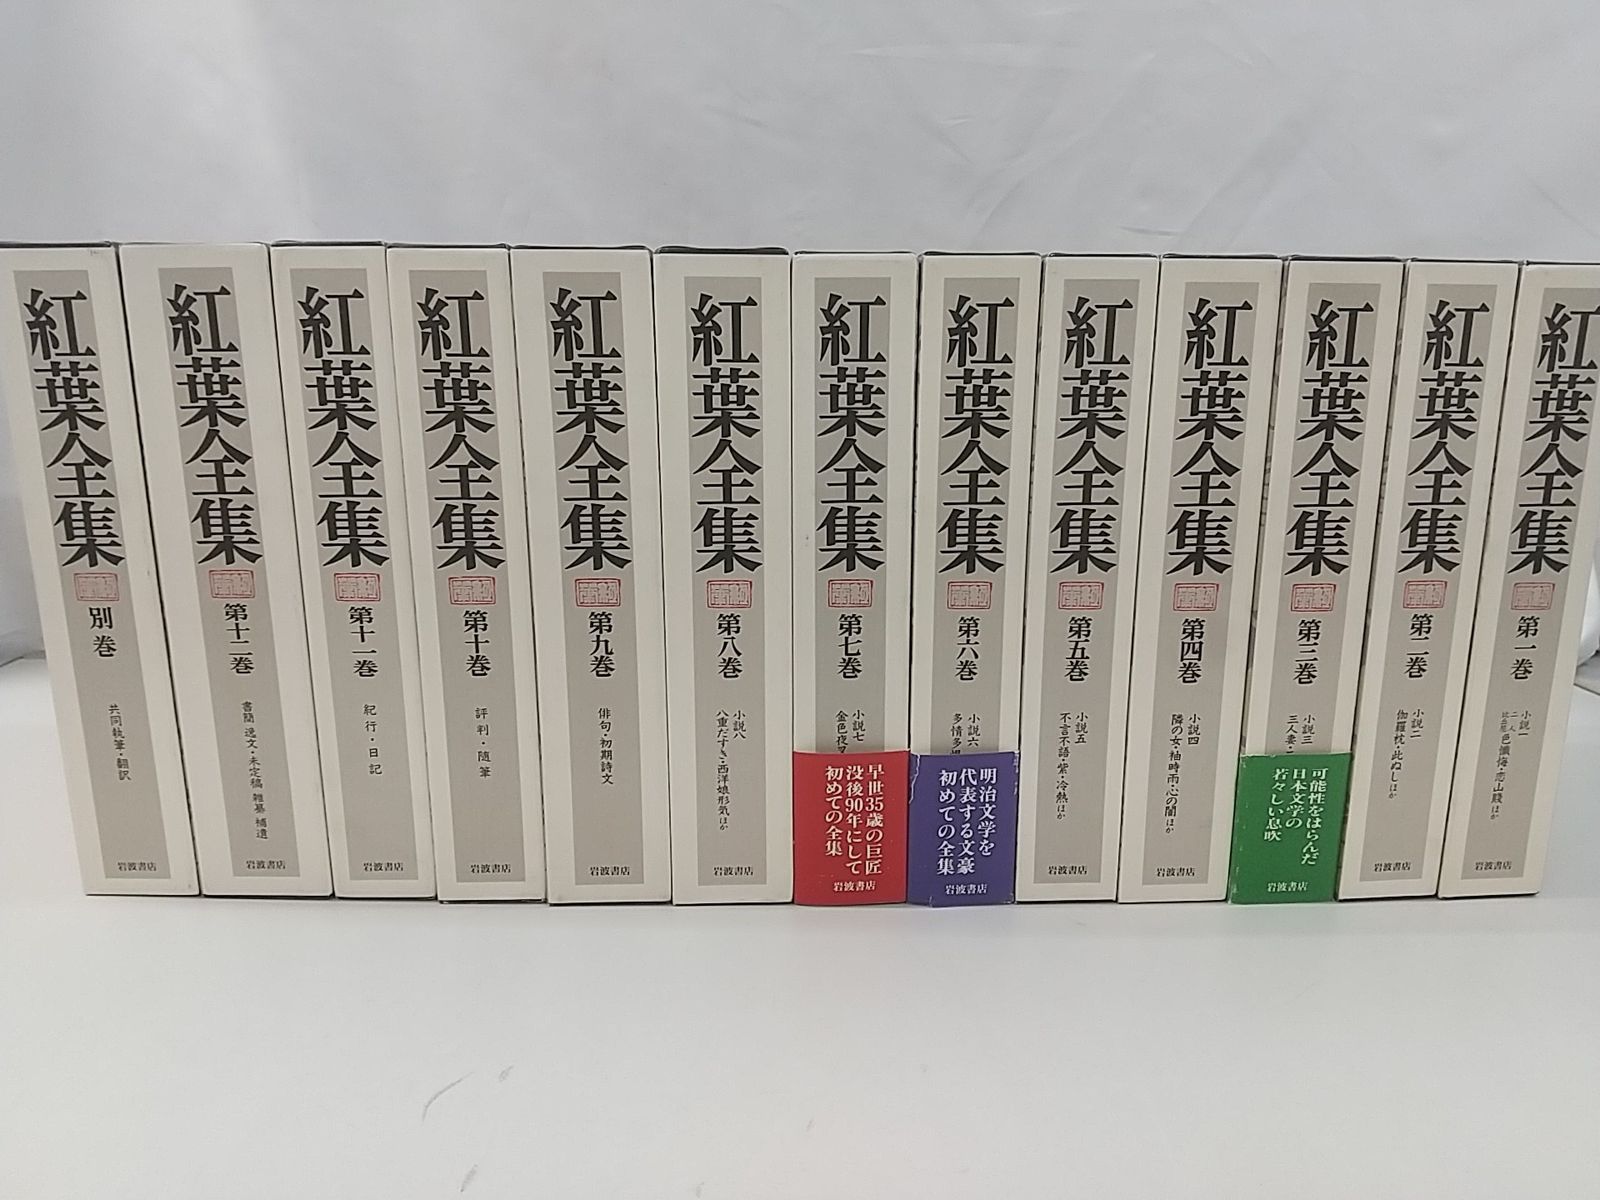 紅葉全集
別巻
共同執筆・翻訳
岩波書店
紅葉全集
第十二巻
書簡 逸文・未定稿 雑纂 補遺
岩波書店
紅葉全集
第十一巻
紀行・日記
岩波書店
紅葉全集
第十巻
評判・随筆
岩波書店
紅葉全集
第九巻
俳句・初期詩文
岩波書店
紅葉全集
第八巻
小説八
八重だすき・西洋娘形気ほか
岩波書店
紅葉全集
第七巻
小説七
金色夜叉
早世35歳の巨匠
没後90年にして
初めての全集
岩波書店
紅葉全集
第六巻
小説六
多情多恨
明治文学を
代表する文豪
初めての全集
岩波書店
紅葉全集
第五巻
小説五
不言不語・紫・冷熱ほか
岩波書店
紅葉全集
第四巻
小説四
隣の女・袖時雨・心の闇ほか
岩波書店
紅葉全集
第三巻
小説三
三人妻・
可能性をはらんだ
日本文学の
若々しい息吹
岩波書店
紅葉全集
第二巻
小説二
伽羅枕・此ぬしほか
岩波書店
紅葉全集
第一巻
小説一
二人比丘尼色懺悔・恋山賤ほか
岩波書店